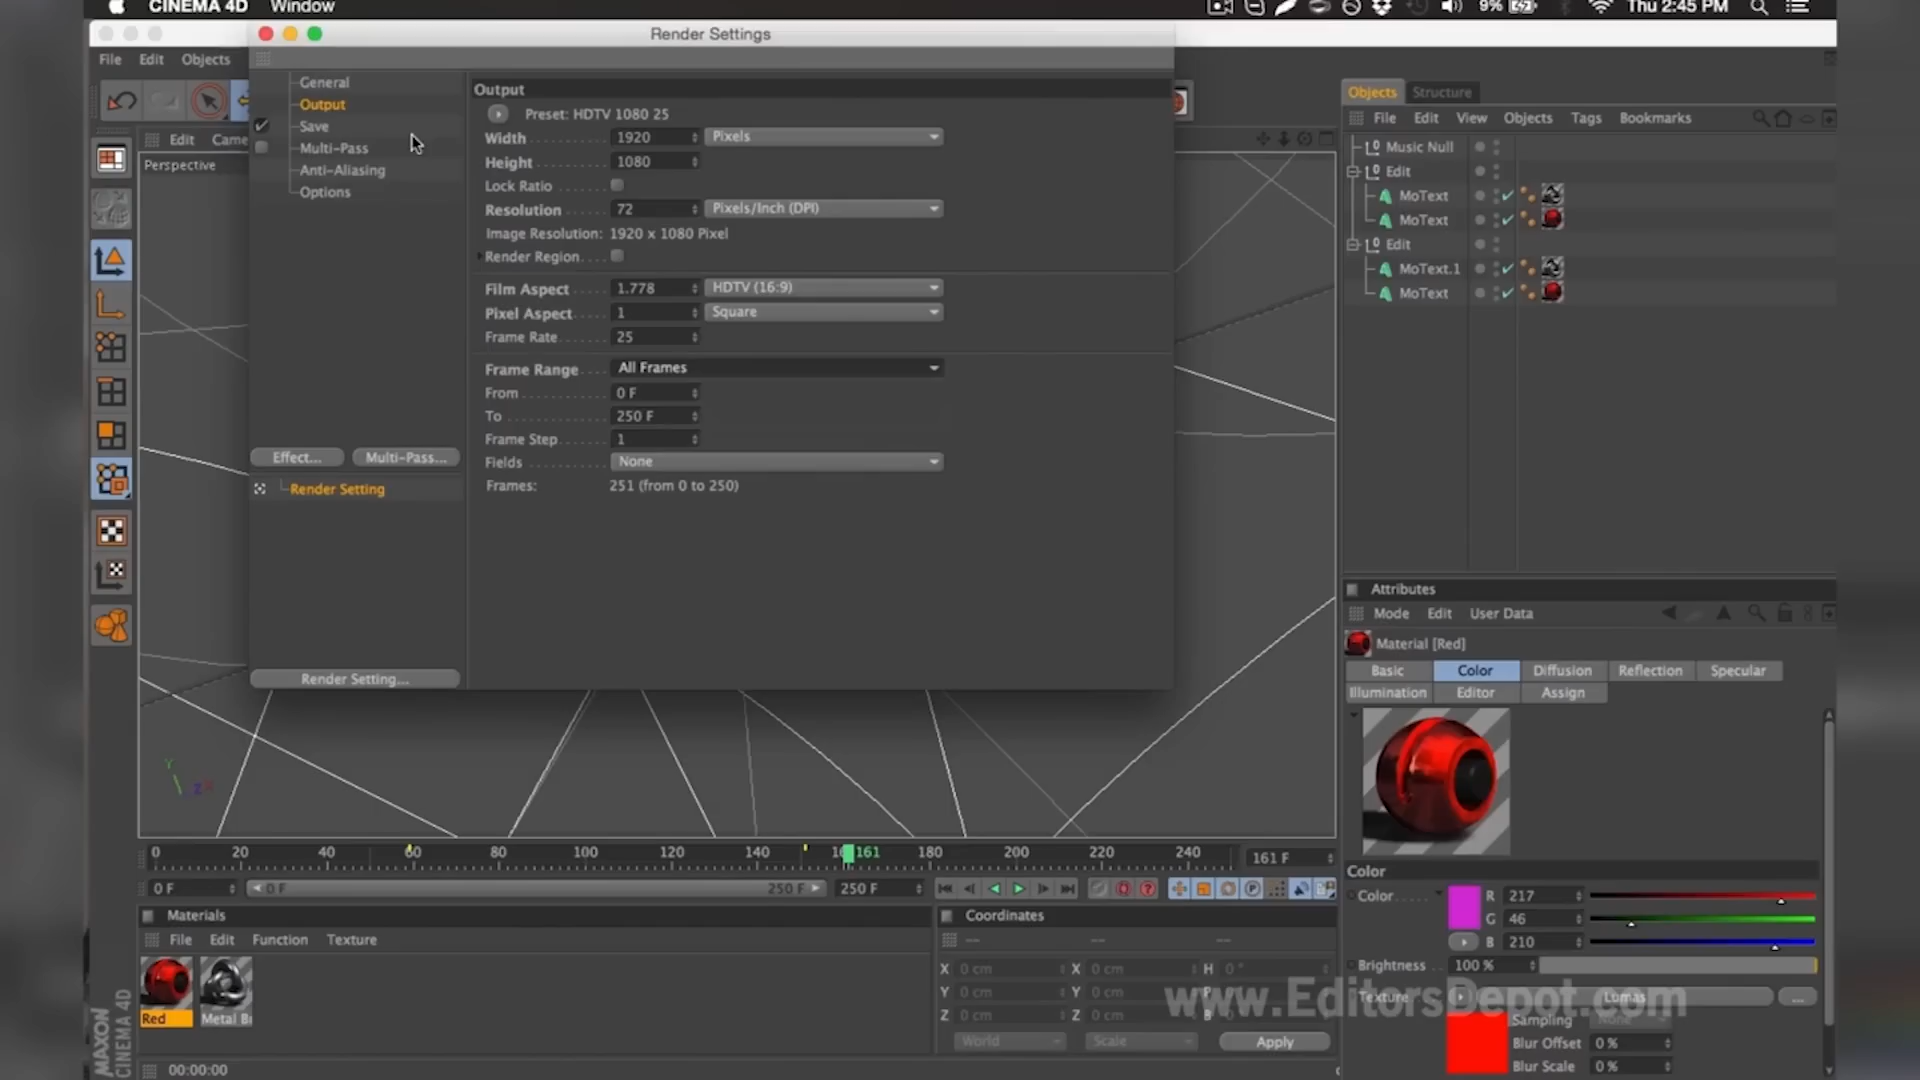 CINEMA 4D Window
9% Thu 2:45 PM
Render Settings
File Edit Objects
General
Output
Save
Multi-Pass
Anti-Aliasing
Options
Effect...
Multi-Pass...
Render Setting
Render Setting...
Output
Preset: HDTV 1080 25
Width 1920 Pixels
Height 1080
Lock Ratio
Resolution 72 Pixels/Inch (DPI)
Image Resolution: 1920 x 1080 Pixel
Render Region
Film Aspect 1.778 HDTV (16:9)
Pixel Aspect 1 Square
Frame Rate 25
Frame Range All Frames
From 0 F
To 250 F
Frame Step 1
Fields None
Frames: 251 (from 0 to 250)
Edit
Perspective
Objects Structure
File Edit View Objects Tags Bookmarks
Music Null
Edit
MoText
MoText
Edit
MoText.1
MoText
Attributes
Mode Edit User Data
Material [Red]
Basic Color Diffusion Reflection Specular
Illumination Editor Assign
Color
Color R 217
G 46
B 210
Brightness 100 %
Texture Lumas
Sampling None
Blur Offset 0 %
Blur Scale 0 %
Y
Z
0 20 40 60 80 100 120 140 161 180 200 220 240 161 F
0 F 0 F 250 F 250 F
Materials
File Edit Function Texture
Red
Coordinates
-- -- --
X 0 cm X 0 cm H 0 °
Y 0 cm Y 0 cm P
Z 0 cm Z 0 cm B
World Scale Apply
www.EditorsDepot.com
MAXON
CINEMA 4D
00:00:00